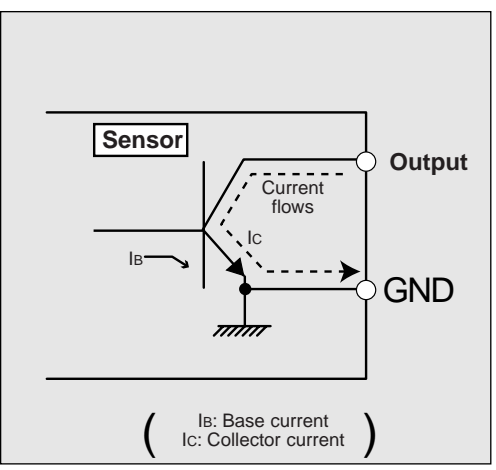 Sensor
Output
Current
flows
IC
IB
GND
( IB: Base current
IC: Collector current )